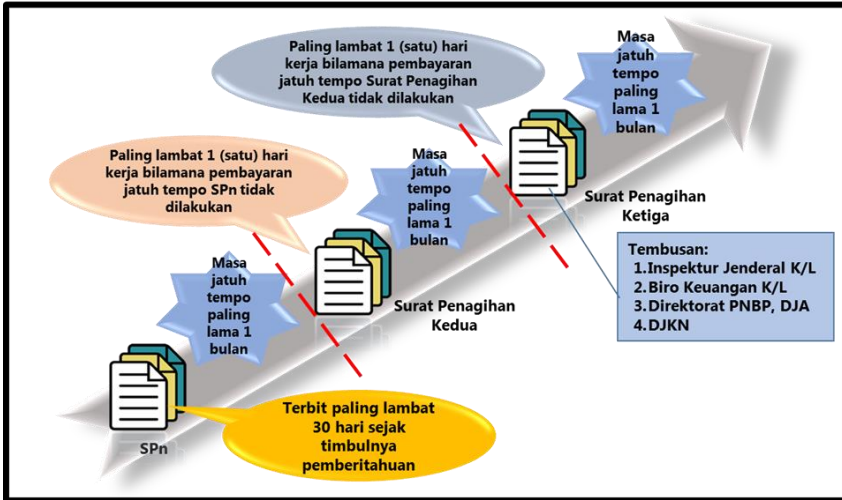 Paling lambat 1 (satu) hari
kerja bilamana pembayaran
jatuh tempo Surat Penagihan
Kedua tidak dilakukan
Masa
jatuh
tempo
paling
lama 1
bulan
Paling lambat 1 (satu) hari
kerja bilamana pembayaran
jatuh tempo SPn tidak
dilakukan
Masa
jatuh
tempo
paling
lama 1
bulan
Surat Penagihan
Ketiga
Tembusan:
1.Inspektur Jenderal K/L
2.Biro Keuangan K/L
3.Direktorat PNBP, DJA
4.DJKN
Masa
jatuh
tempo
paling
lama 1
bulan
Surat Penagihan
Kedua
SPn
Terbit paling lambat
30 hari sejak
timbulnya
pemberitahuan